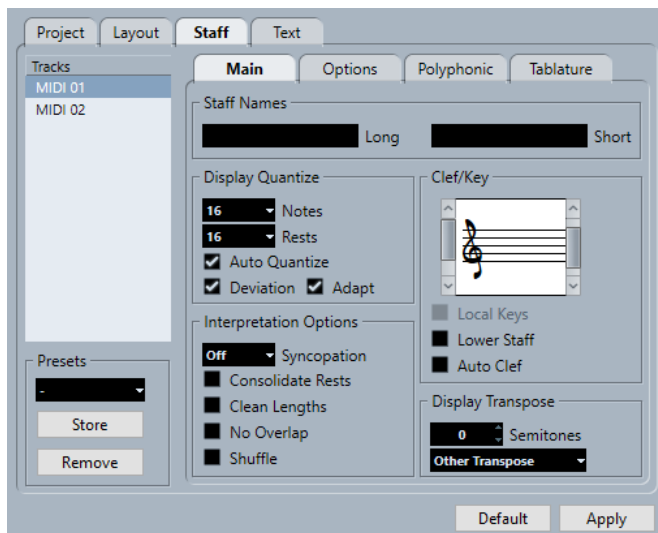 Project Layout Staff Text
Tracks
MIDI 01
MIDI 02
Presets
-
Store
Remove
Main Options Polyphonic Tablature
Staff Names
Long Short
Display Quantize
16 Notes
16 Rests
Auto Quantize
Deviation Adapt
Interpretation Options
Off Syncopation
Consolidate Rests
Clean Lengths
No Overlap
Shuffle
Clef/Key
Local Keys
Lower Staff
Auto Clef
Display Transpose
0 Semitones
Other Transpose
Default Apply